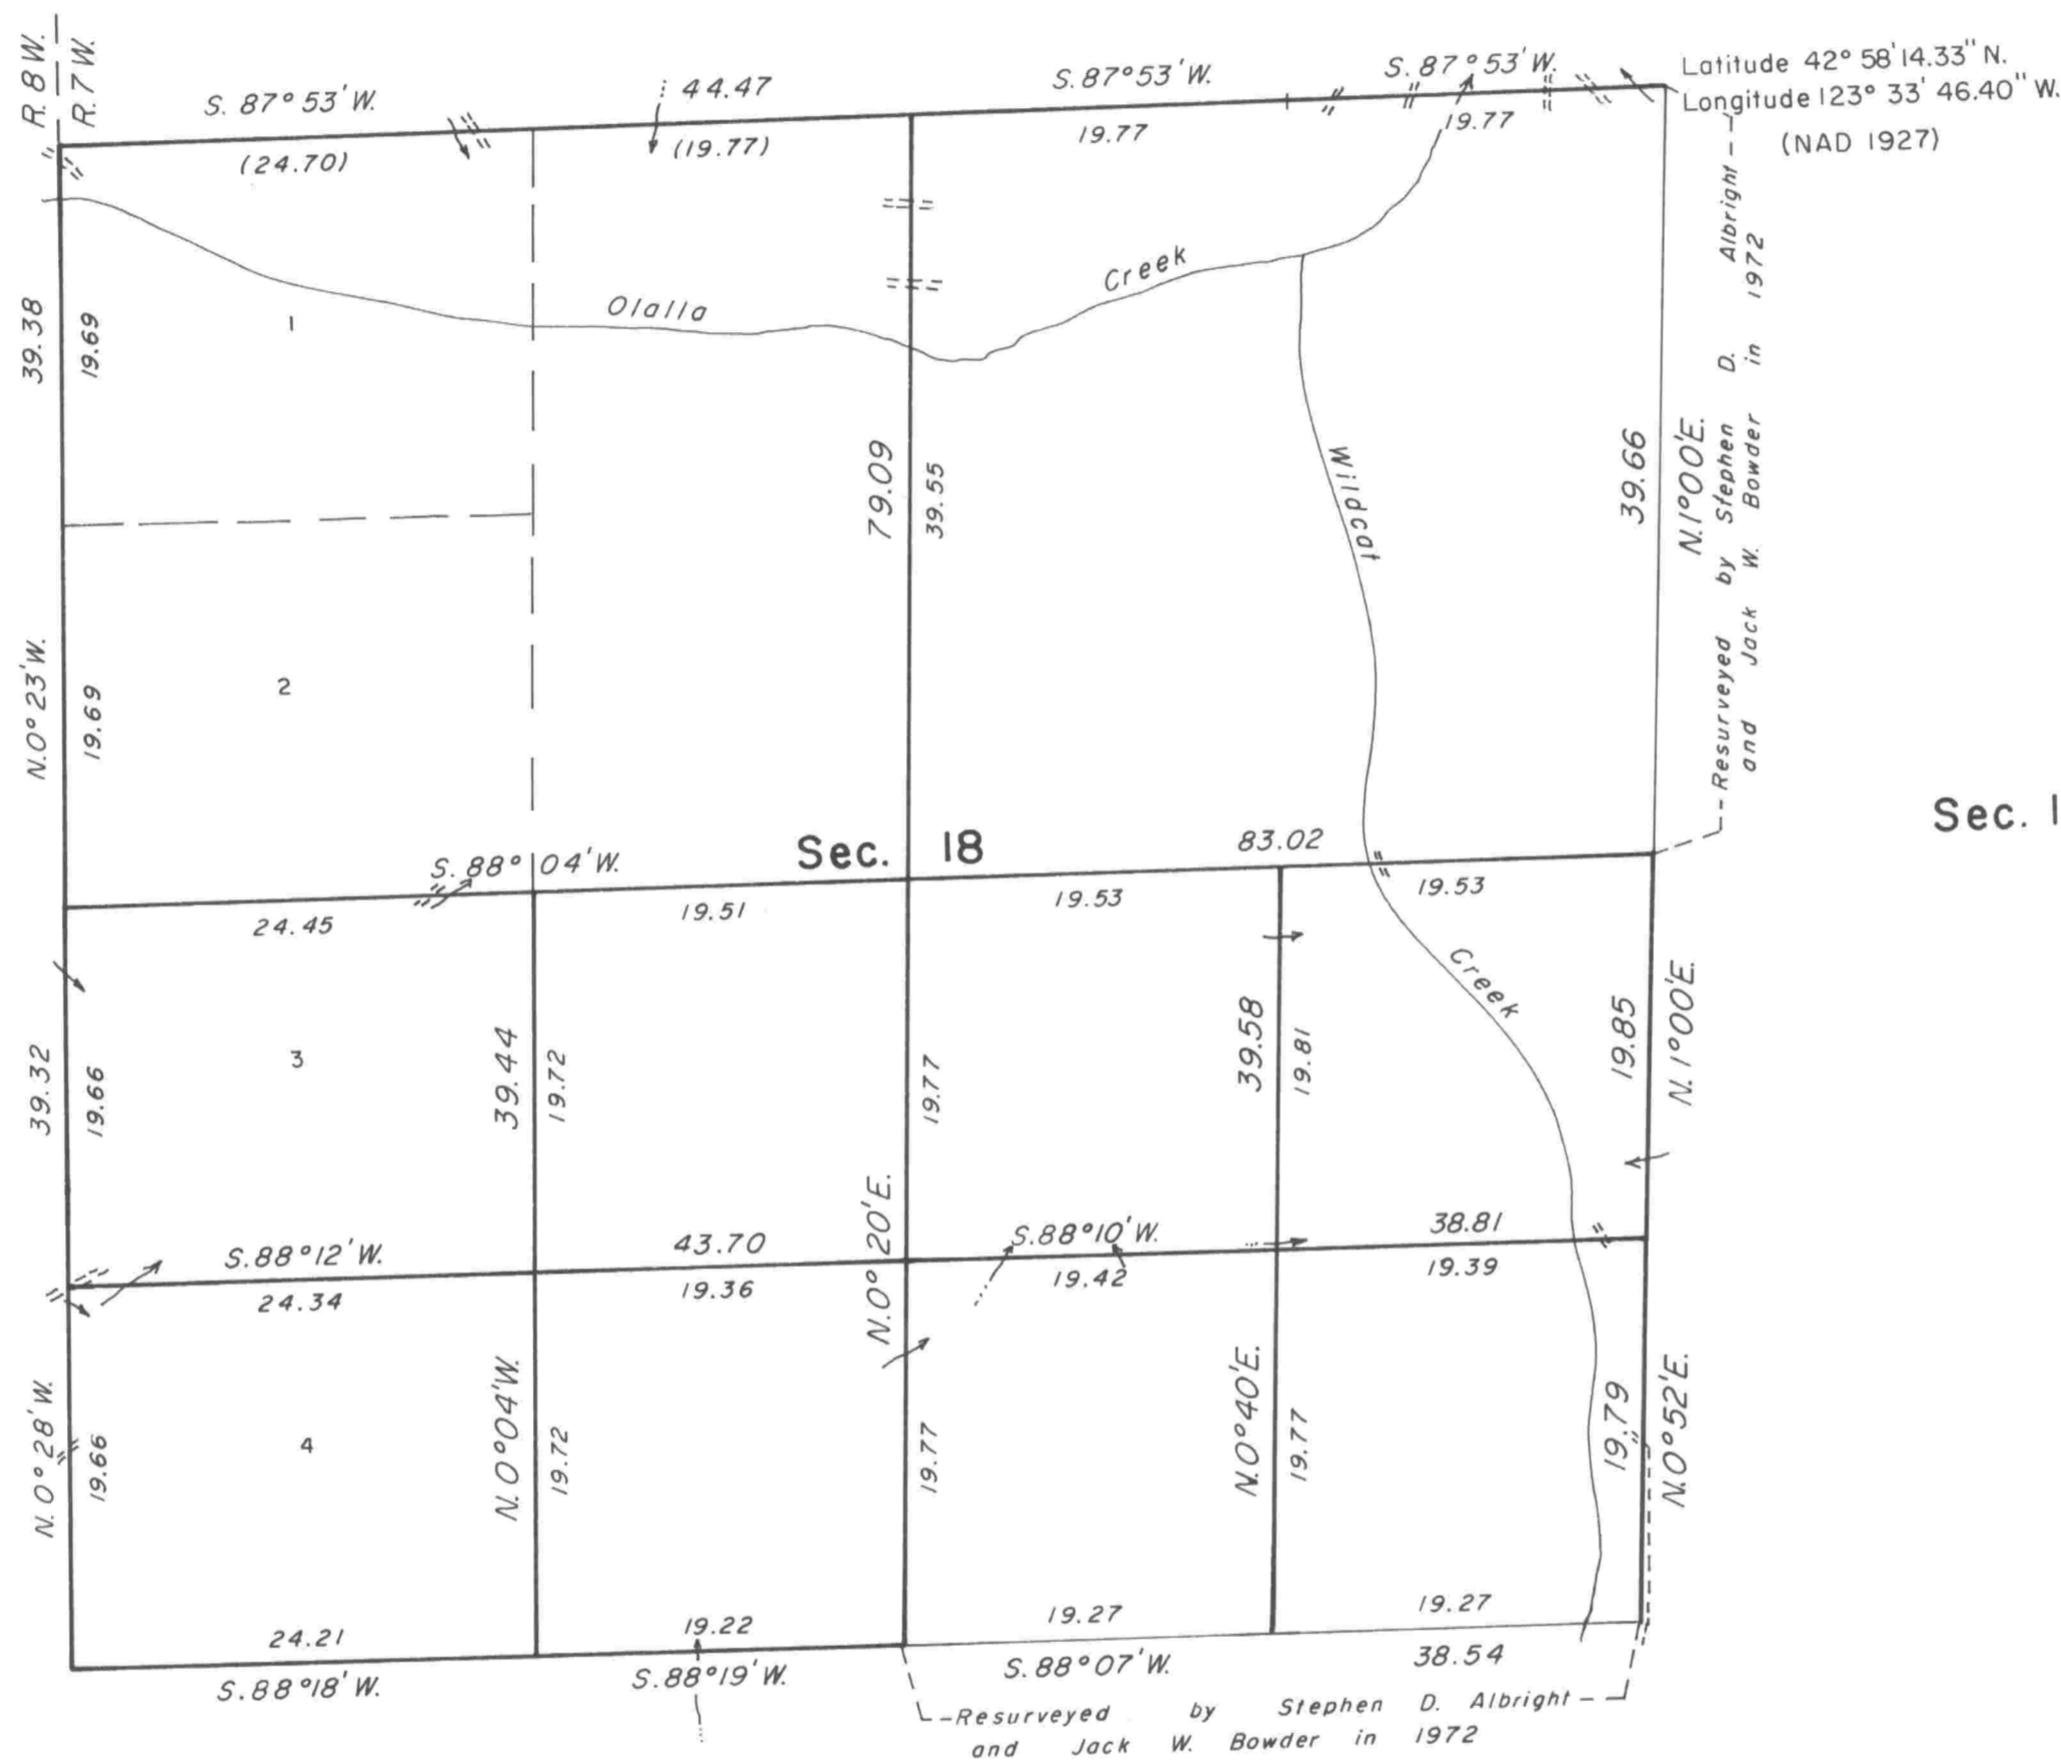 R. 8 W.
R. 7 W.
S. 87° 53' W.
44.47
S. 87° 53' W.
S. 87° 53' W.
Latitude 42° 58' 14.33" N.
Longitude 123° 33' 46.40" W.
(NAD 1927)
(24.70)
(19.77)
19.77
19.77
39.38
19.69
1
Olalla
Creek
79.09
39.55
Wildcat
39.66
N. 1° 00' E.
Resurveyed by Stephen D. Albright
and Jack W. Bowder in 1972
N. 0° 23' W.
19.69
2
S. 88° 04' W.
Sec. 18
83.02
Sec. 1
24.45
19.51
19.53
19.53
39.32
19.66
3
39.44
19.72
19.77
39.58
19.81
Creek
19.85
N. 1° 00' E.
S. 88° 12' W.
43.70
N. 0° 20' E.
S. 88° 10' W.
38.81
24.34
19.36
19.42
19.39
N. 0° 28' W.
19.66
4
N. 0° 04' W.
19.72
19.77
N. 0° 40' E.
19.77
19.79
N. 0° 52' E.
24.21
19.22
19.27
19.27
S. 88° 18' W.
S. 88° 19' W.
S. 88° 07' W.
38.54
Resurveyed by Stephen D. Albright
and Jack W. Bowder in 1972